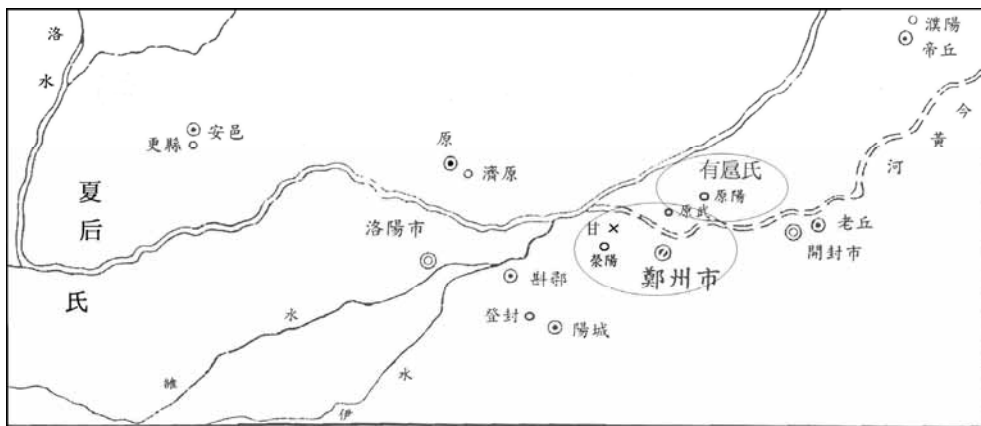 洛水
濮陽
帝丘
今黃河
安邑
更縣
原
濟原
有扈氏
原陽
原武
夏后氏
洛陽市
甘
滎陽
老丘
開封市
鄭州市
斟鄩
登封
陽城
水
水
伊